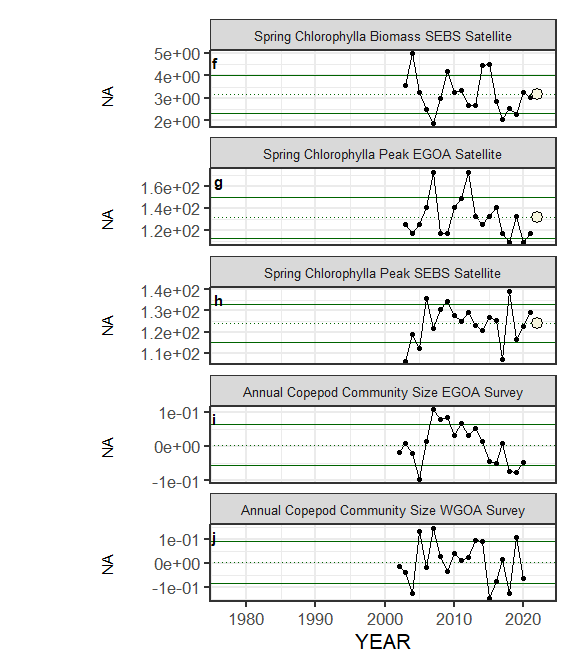 Spring Chlorophylla Biomass SEBS Satellite
f
5e+00
4e+00
3e+00
2e+00
NA
Spring Chlorophylla Peak EGOA Satellite
g
1.6e+02
1.4e+02
1.2e+02
NA
Spring Chlorophylla Peak SEBS Satellite
h
1.4e+02
1.3e+02
1.2e+02
1.1e+02
NA
Annual Copepod Community Size EGOA Survey
i
1e-01
0e+00
-1e-01
NA
Annual Copepod Community Size WGOA Survey
j
1e-01
0e+00
-1e-01
NA
1980 1990 2000 2010 2020
YEAR